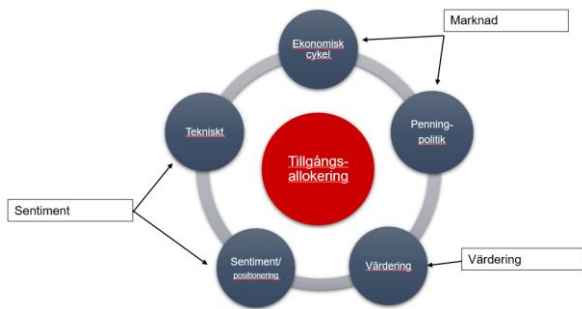 Marknad
Ekonomisk
cykel
Penning-
politik
Tekniskt
Tillgångs-
allokering
Sentiment
Sentiment/
positionering
Värdering
Värdering